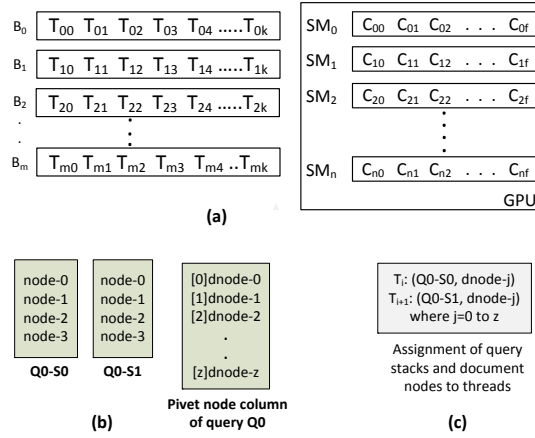 B0 T00 T01 T02 T03 T04 .....T0k
B1 T10 T11 T12 T13 T14 .....T1k
B2 T20 T21 T22 T23 T24 .....T2k
Bm Tm0 Tm1 Tm2 Tm3 Tm4 ..Tmk
(a)
SM0 C00 C01 C02 . . . C0f
SM1 C10 C11 C12 . . . C1f
SM2 C20 C21 C22 . . . C2f
SMn Cn0 Cn1 Cn2 . . . Cnf
GPU
node-0
node-1
node-2
node-3
Q0-S0
node-0
node-1
node-2
node-3
Q0-S1
[0]dnode-0
[1]dnode-1
[2]dnode-2
.
.
[z]dnode-z
Pivet node column
of query Q0
(b)
Ti: (Q0-S0, dnode-j)
Ti+1: (Q0-S1, dnode-j)
where j=0 to z
Assignment of query
stacks and document
nodes to threads
(c)